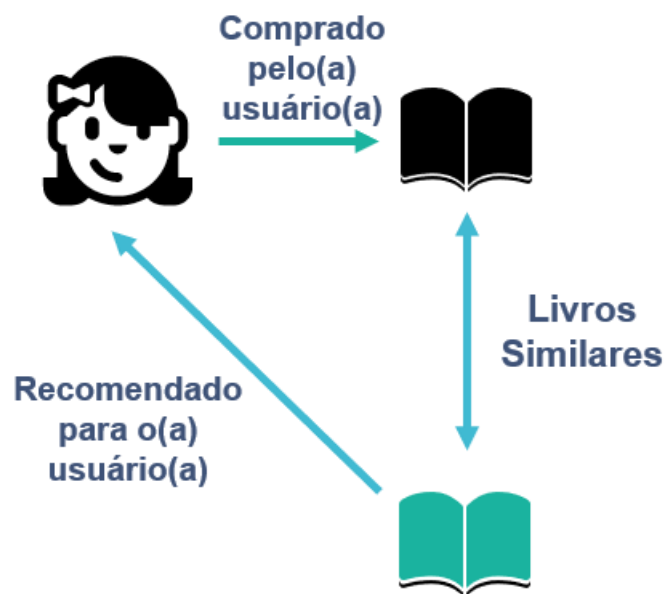 Comprado
pelo(a)
usuário(a)
Livros
Similares
Recomendado
para o(a)
usuário(a)